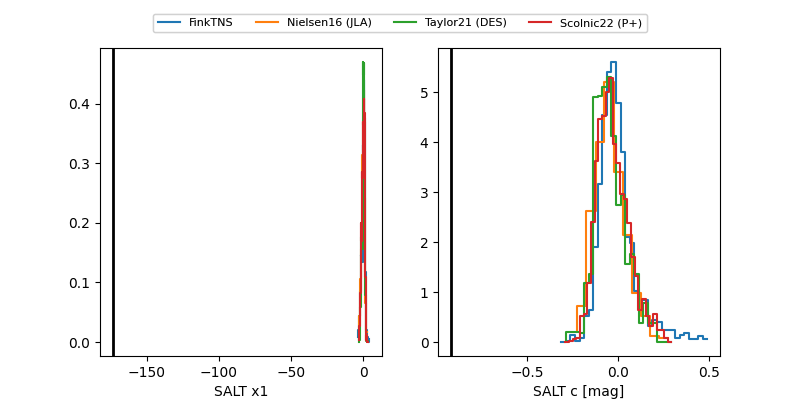 FinkTNS Nielsen16 (JLA) Taylor21 (DES) Scolnic22 (P+)
0.4
0.3
0.2
0.1
0.0
−150 −100 −50 0
SALT x1
5
4
3
2
1
0
−0.5 0.0 0.5
SALT c [mag]